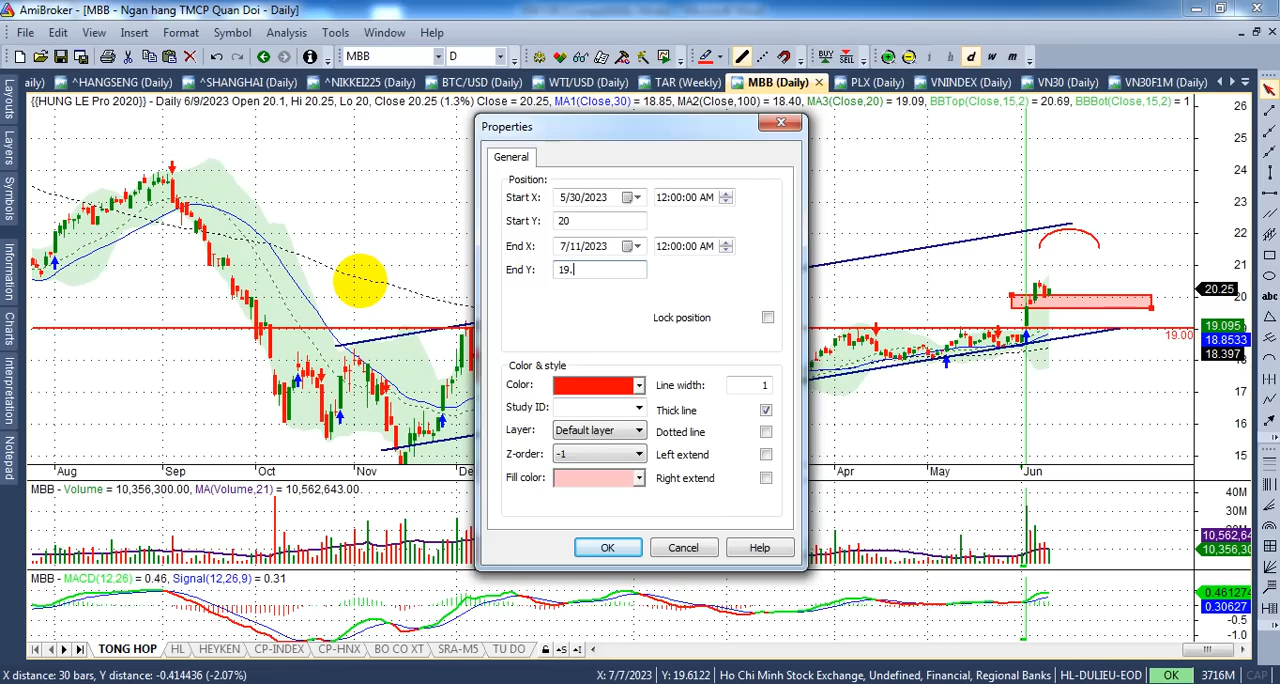 AmiBroker - [MBB - Ngan hang TMCP Quan Doi - Daily]
File Edit View Insert Format Symbol Analysis Tools Window Help
MBB D BUY SELL i h d w m
aily) ^HANGSENG (Daily) ^SHANGHAI (Daily) ^NIKKEI225 (Daily) BTC/USD (Daily) WTI/USD (Daily) TAR (Weekly) MBB (Daily) PLX (Daily) VNINDEX (Daily) VN30 (Daily) VN30F1M (Daily)
{{HUNG LE Pro 2020}} - Daily 6/9/2023 Open 20.1, Hi 20.25, Lo 20, Close 20.25 (1.3%) Close = 20.25, MA1(Close,30) = 18.85, MA2(Close,100) = 18.40, MA3(Close,20) = 19.09, BBTop(Close,15,2) = 20.69, BBBot(Close,15,2) = 1
Layouts
Layers
Symbols
Information
Charts
Interpretation
Notepad
Properties
General
Position:
Start X: 5/30/2023 12:00:00 AM
Start Y: 20
End X: 7/11/2023 12:00:00 AM
End Y: 19.
Lock position
Color & style
Color: Line width: 1
Study ID: Thick line
Layer: Default layer Dotted line
Z-order: -1 Left extend
Fill color: Right extend
OK Cancel Help
26
25
24
23
22
21
20.25
20
19.095
19.00
18.8533
18.397
17
16
15
abc
Aug Sep Oct Nov De Apr May Jun
MBB - Volume = 10,356,300.00, MA(Volume,21) = 10,562,643.00
40M
30M
10,562,64
10,356,30
MBB - MACD(12,26) = 0.46, Signal(12,26,9) = 0.31
0.461274
0.30627
-0.5
-1.0
TONG HOP HL HEYKEN CP-INDEX CP-HNX BO CO XT SRA-M5 TU DO
X distance: 30 bars, Y distance: -0.414436 (-2.07%) X: 7/7/2023 Y: 19.6122 Ho Chi Minh Stock Exchange, Undefined, Financial, Regional Banks HL-DULIEU-EOD OK 3716M CAP